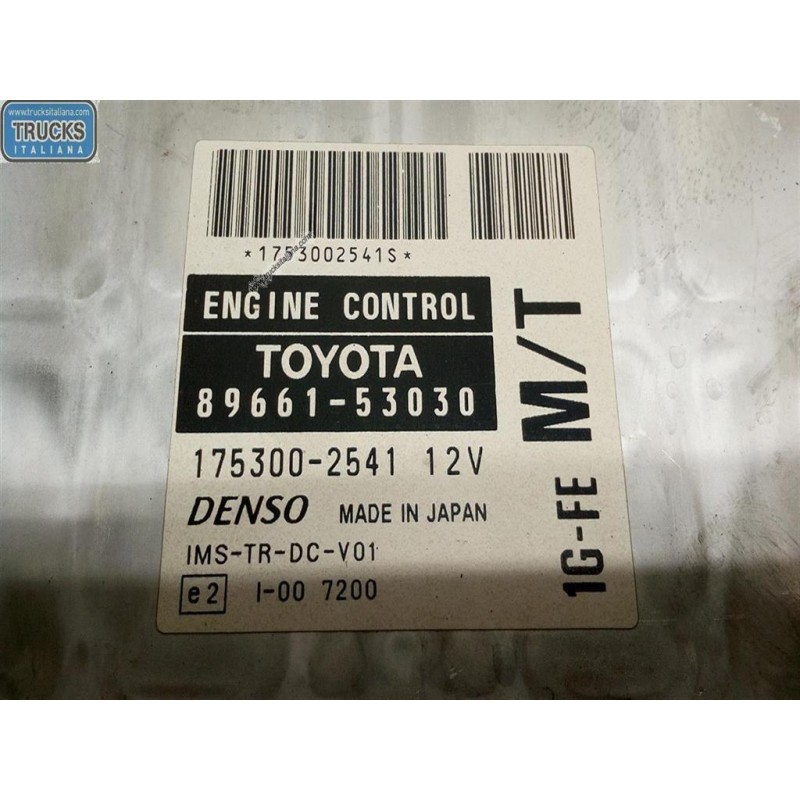 www.trucksitaliana.com
TRUCKS
ITALIANA
*1753002541S*
ENGINE CONTROL
TOYOTA
89661-53030
175300-2541 12V
DENSO MADE IN JAPAN
IMS-TR-DC-V01
e2 I-00 7200
1G-FE M/T